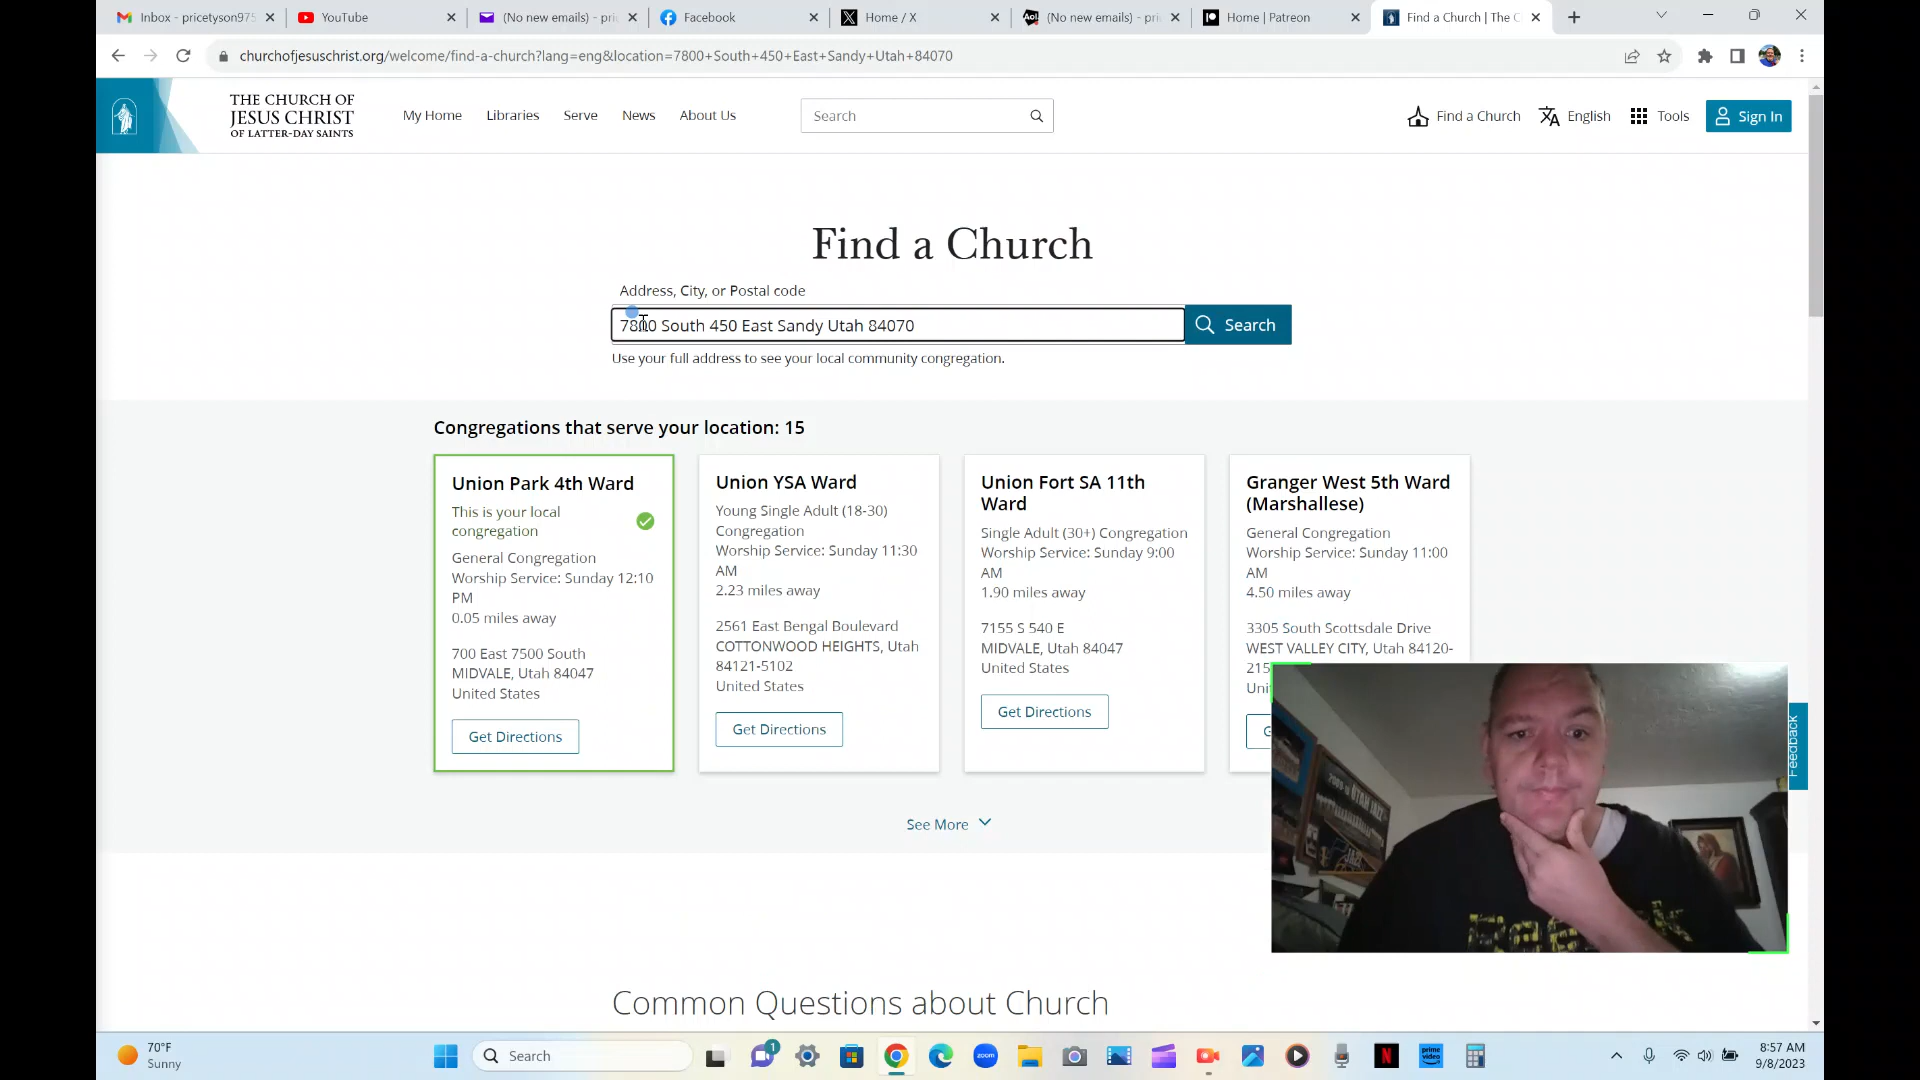 Inbox - pricetyson975
YouTube
(No new emails) - pri
Facebook
Home / X
Aol.
(No new emails) - pri
Home | Patreon
Find a Church | The C
churchofjesuschrist.org/welcome/find-a-church?lang=eng&location=7800+South+450+East+Sandy+Utah+84070
THE CHURCH OF
JESUS CHRIST
OF LATTER-DAY SAINTS
My Home
Libraries
Serve
News
About Us
Search
Find a Church
English
Tools
Sign In
Find a Church
Address, City, or Postal code
7800 South 450 East Sandy Utah 84070
Search
Use your full address to see your local community congregation.
Congregations that serve your location: 15
Union Park 4th Ward
This is your local
congregation
General Congregation
Worship Service: Sunday 12:10
PM
0.05 miles away
700 East 7500 South
MIDVALE, Utah 84047
United States
Get Directions
Union YSA Ward
Young Single Adult (18-30)
Congregation
Worship Service: Sunday 11:30
AM
2.23 miles away
2561 East Bengal Boulevard
COTTONWOOD HEIGHTS, Utah
84121-5102
United States
Get Directions
Union Fort SA 11th
Ward
Single Adult (30+) Congregation
Worship Service: Sunday 9:00
AM
1.90 miles away
7155 S 540 E
MIDVALE, Utah 84047
United States
Get Directions
Granger West 5th Ward
(Marshallese)
General Congregation
Worship Service: Sunday 11:00
AM
4.50 miles away
3305 South Scottsdale Drive
WEST VALLEY CITY, Utah 84120-
215
Uni
G
Feedback
UTAH JAZZ
JAZZ
See More
Common Questions about Church
70°F
Sunny
Search
1
zoom
N
prime video
8:57 AM
9/8/2023